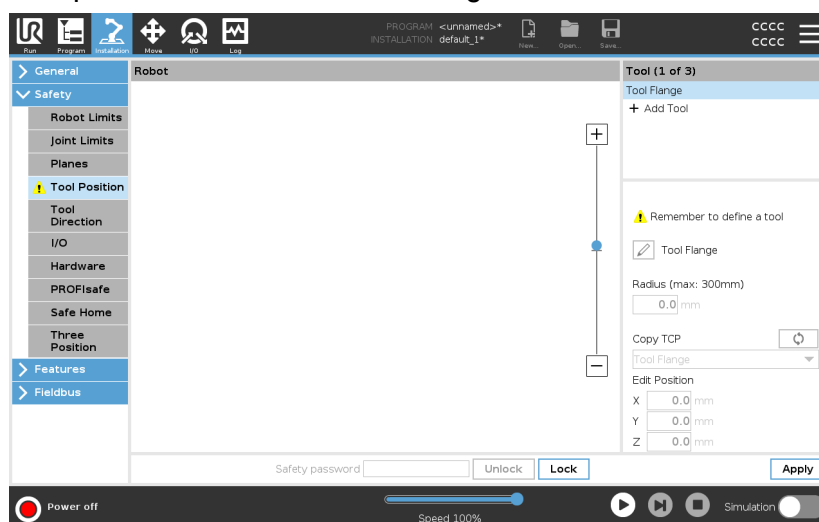 PROGRAM <unnamed>*
INSTALLATION default_1*
New... Open... Save...
cccc
cccc
Run Program Installation Move I/O Log
General
Safety
Robot Limits
Joint Limits
Planes
Tool Position
Tool
Direction
I/O
Hardware
PROFIsafe
Safe Home
Three
Position
Features
Fieldbus
Robot
Tool (1 of 3)
Tool Flange
+ Add Tool
Remember to define a tool
Tool Flange
Radius (max: 300mm)
0.0 mm
Copy TCP
Tool Flange
Edit Position
X 0.0 mm
Y 0.0 mm
Z 0.0 mm
Safety password Unlock Lock Apply
Power off
Speed 100%
Simulation